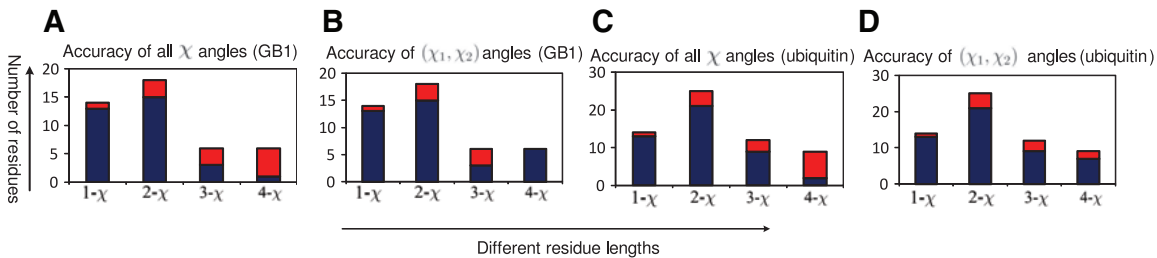 A
B
C
D
Accuracy of all χ angles (GB1)
Accuracy of (χ₁, χ₂) angles (GB1)
Accuracy of all χ angles (ubiquitin)
Accuracy of (χ₁, χ₂) angles (ubiquitin)
Number of residues
20
15
10
5
0
1-χ 2-χ 3-χ 4-χ
20
15
10
5
0
1-χ 2-χ 3-χ 4-χ
30
20
10
0
1-χ 2-χ 3-χ 4-χ
30
20
10
0
1-χ 2-χ 3-χ 4-χ
Different residue lengths